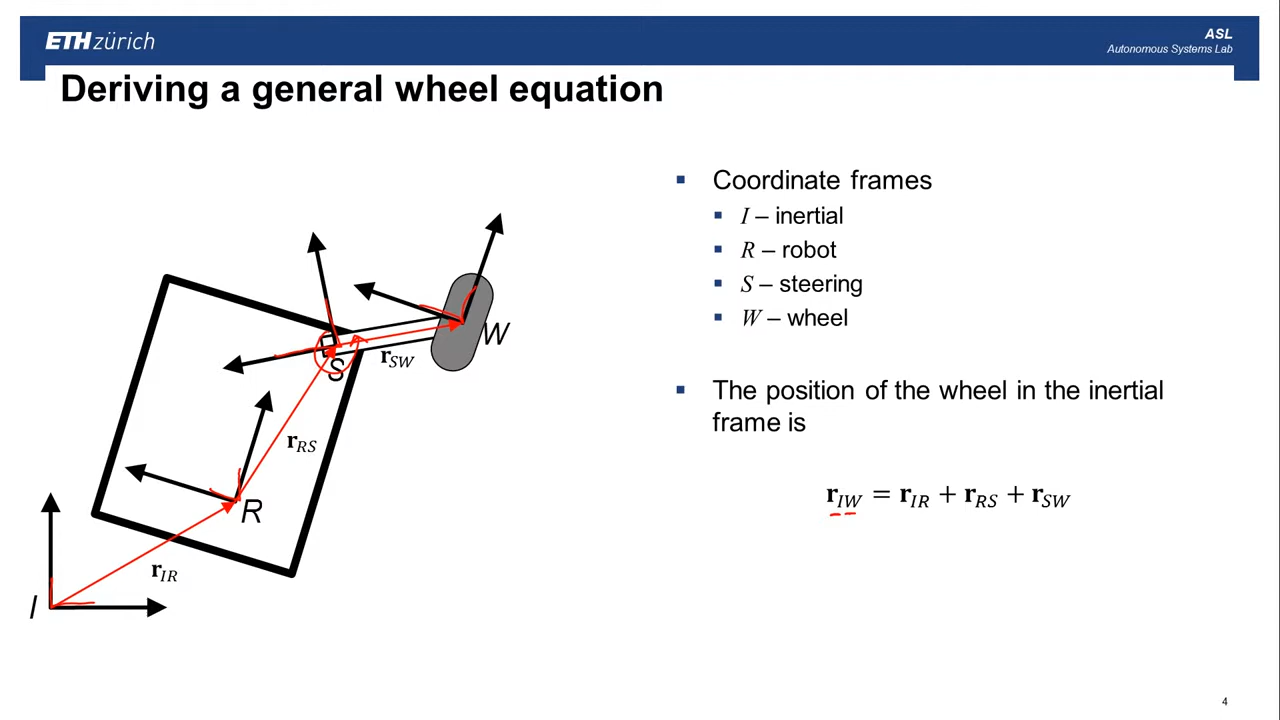 ETH zürich
ASL
Autonomous Systems Lab
Deriving a general wheel equation
▪ Coordinate frames
▪ I – inertial
▪ R – robot
▪ S – steering
▪ W – wheel
▪ The position of the wheel in the inertial
frame is
r_IW = r_IR + r_RS + r_SW
W
r_SW
S
r_RS
R
r_IR
I
4